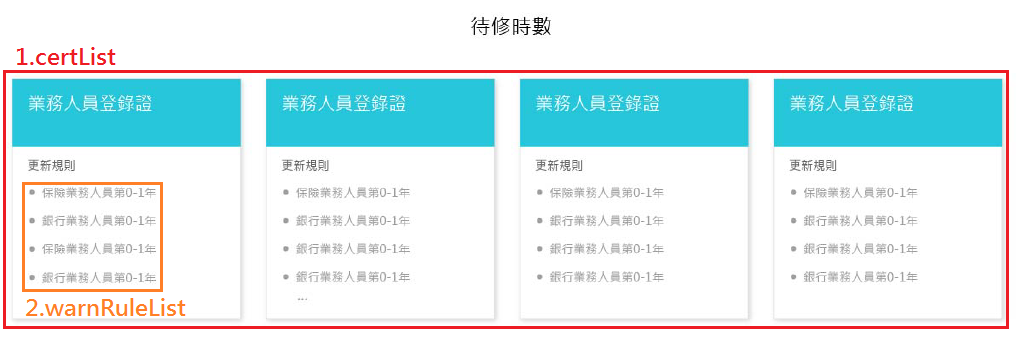 待修時數
1.certList
業務人員登錄證
更新規則
保險業務人員第0-1年
銀行業務人員第0-1年
保險業務人員第0-1年
銀行業務人員第0-1年
2.warnRuleList
業務人員登錄證
更新規則
保險業務人員第0-1年
銀行業務人員第0-1年
銀行業務人員第0-1年
銀行業務人員第0-1年
...
業務人員登錄證
更新規則
保險業務人員第0-1年
銀行業務人員第0-1年
銀行業務人員第0-1年
銀行業務人員第0-1年
業務人員登錄證
更新規則
保險業務人員第0-1年
銀行業務人員第0-1年
銀行業務人員第0-1年
銀行業務人員第0-1年